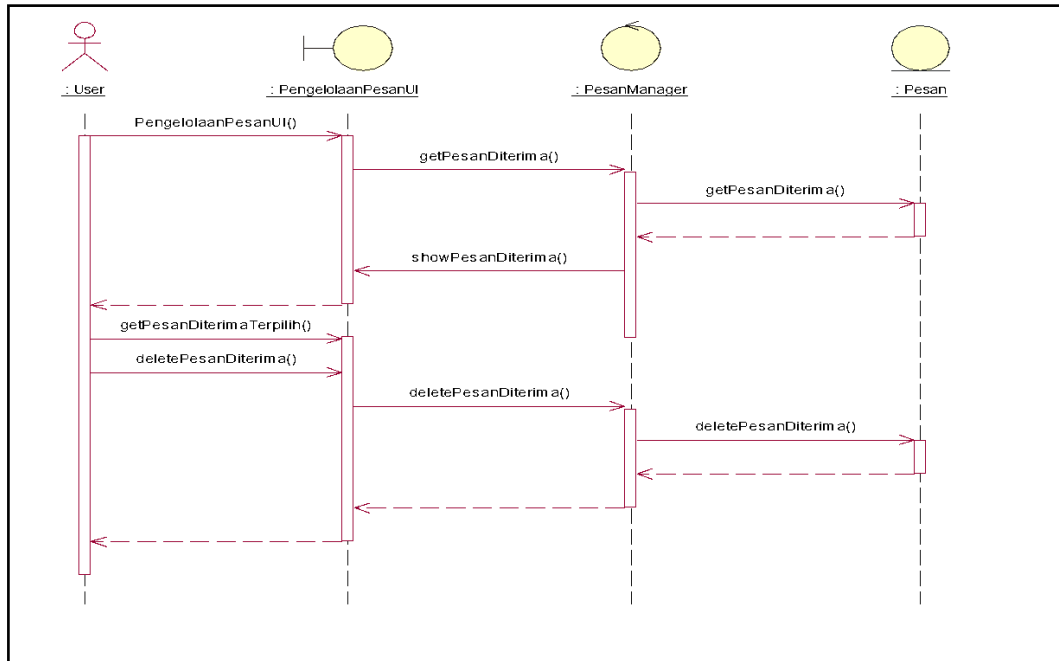 : User
: PengelolaanPesanUI
: PesanManager
: Pesan
PengelolaanPesanUI()
getPesanDiterima()
getPesanDiterima()
showPesanDiterima()
getPesanDiterimaTerpilih()
deletePesanDiterima()
deletePesanDiterima()
deletePesanDiterima()